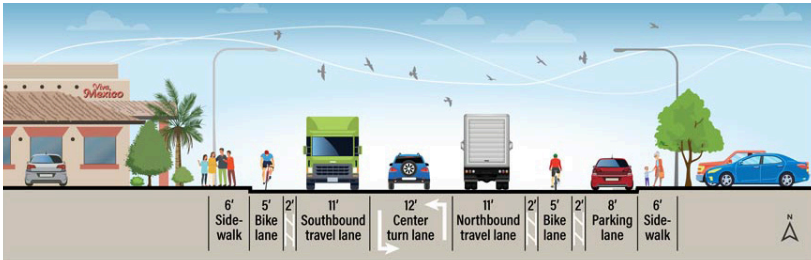 Viva
Mexico
6' 5' 2' 11' 12' 11' 2' 5' 2' 8' 6'
Side- Bike Southbound Center Northbound Bike Parking Side-
walk lane travel lane turn lane travel lane lane lane walk
N